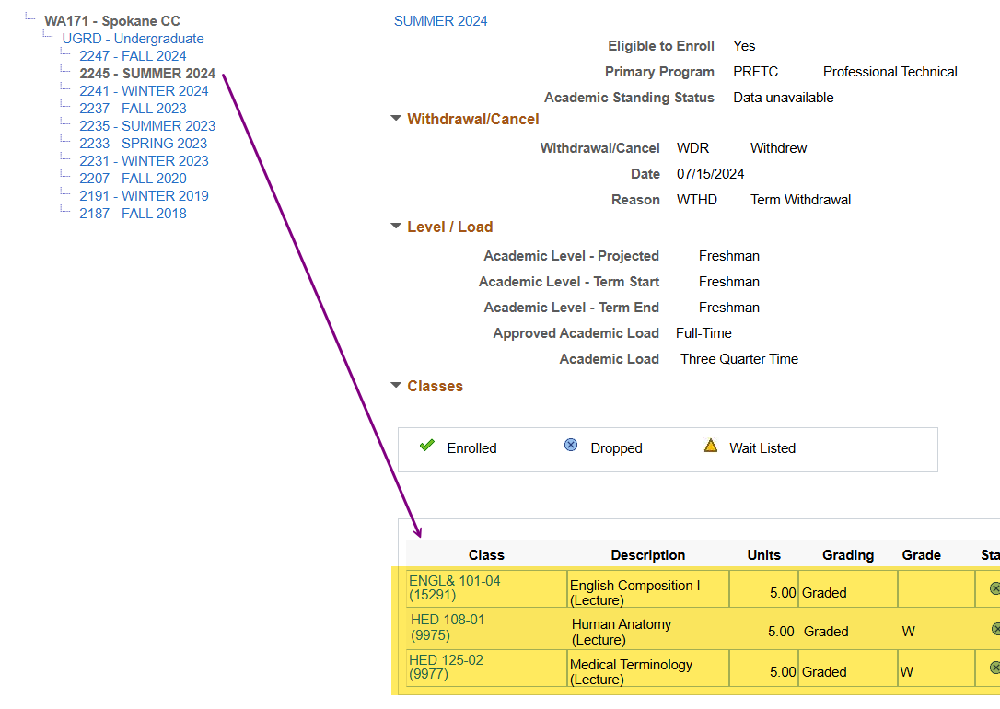 WA171 - Spokane CC
UGRD - Undergraduate
2247 - FALL 2024
2245 - SUMMER 2024
2241 - WINTER 2024
2237 - FALL 2023
2235 - SUMMER 2023
2233 - SPRING 2023
2231 - WINTER 2023
2207 - FALL 2020
2191 - WINTER 2019
2187 - FALL 2018
SUMMER 2024
Eligible to Enroll Yes
Primary Program PRFTC Professional Technical
Academic Standing Status Data unavailable
Withdrawal/Cancel
Withdrawal/Cancel WDR Withdrew
Date 07/15/2024
Reason WTHD Term Withdrawal
Level / Load
Academic Level - Projected Freshman
Academic Level - Term Start Freshman
Academic Level - Term End Freshman
Approved Academic Load Full-Time
Academic Load Three Quarter Time
Classes
Enrolled Dropped Wait Listed
Class Description Units Grading Grade Sta
ENGL& 101-04 English Composition I
(15291) (Lecture) 5.00 Graded
HED 108-01 Human Anatomy
(9975) (Lecture) 5.00 Graded W
HED 125-02 Medical Terminology
(9977) (Lecture) 5.00 Graded W